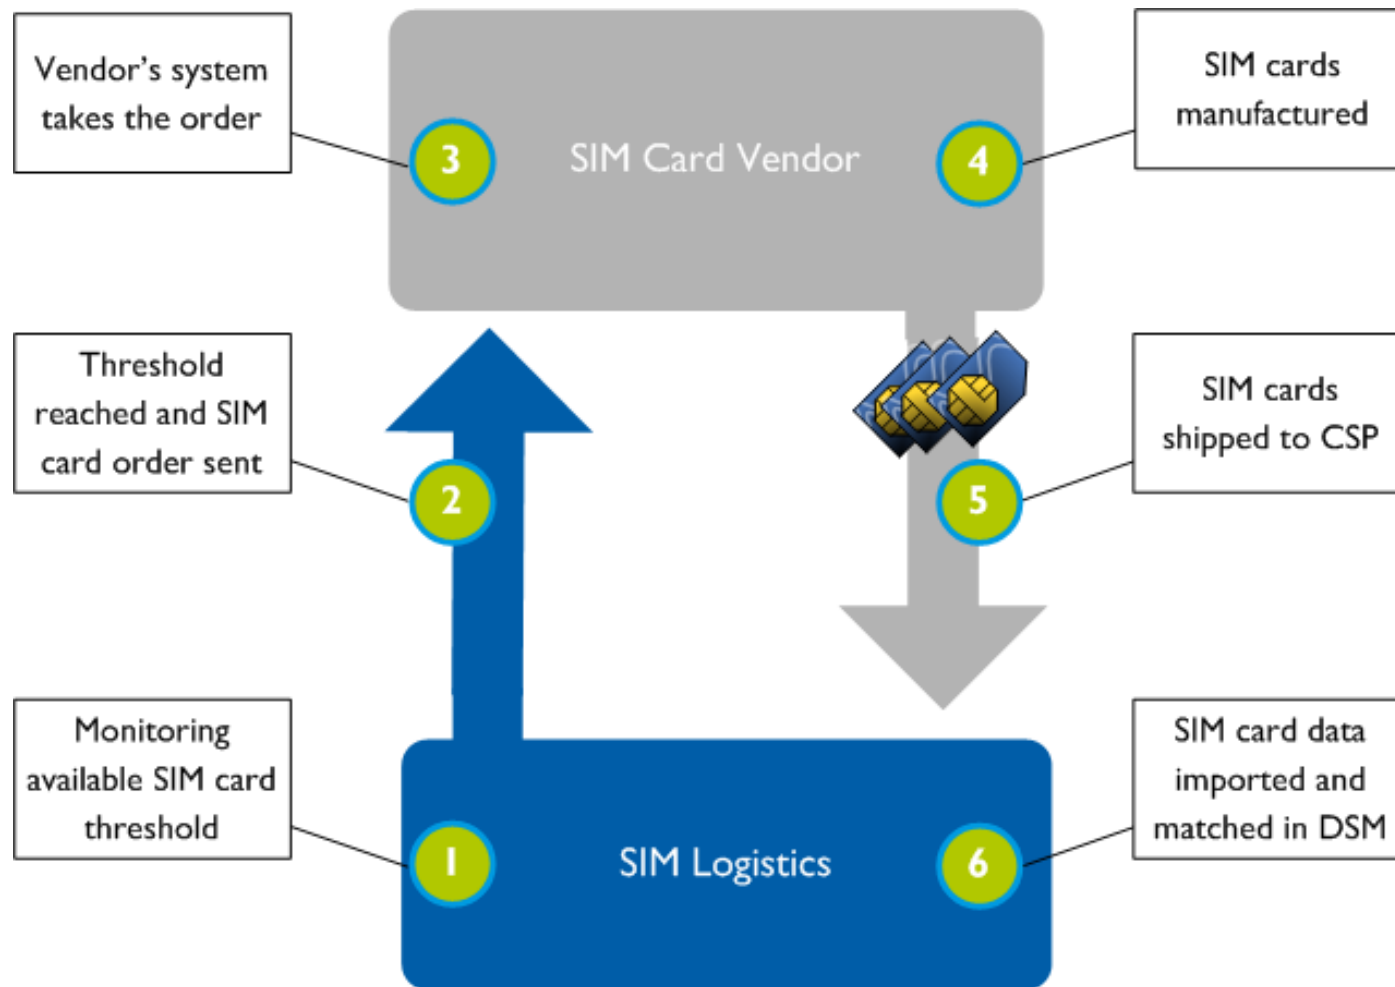 Vendor's system
takes the order
3
SIM Card Vendor
4
SIM cards
manufactured
Threshold
reached and SIM
card order sent
2
5
SIM cards
shipped to CSP
Monitoring
available SIM card
threshold
1
SIM Logistics
6
SIM card data
imported and
matched in DSM